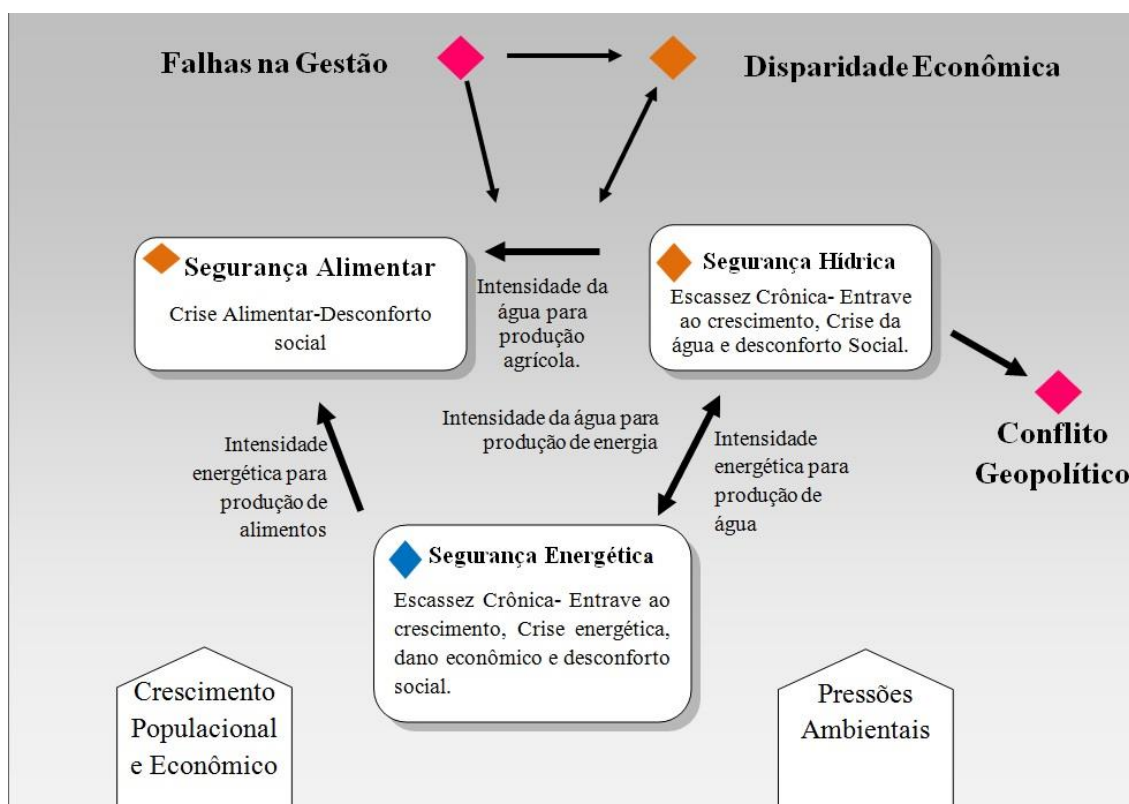 Falhas na Gestão
Disparidade Econômica
Segurança Alimentar
Crise Alimentar-Desconforto
social
Intensidade da
água para
produção
agrícola.
Segurança Hídrica
Escassez Crônica- Entrave
ao crescimento, Crise da
água e desconforto Social.
Conflito
Geopolítico
Intensidade
energética para
produção de
alimentos
Intensidade da água para
produção de energia
Intensidade
energética para
produção de
água
Segurança Energética
Escassez Crônica- Entrave ao
crescimento, Crise energética,
dano econômico e desconforto
social.
Crescimento
Populacional
e Econômico
Pressões
Ambientais